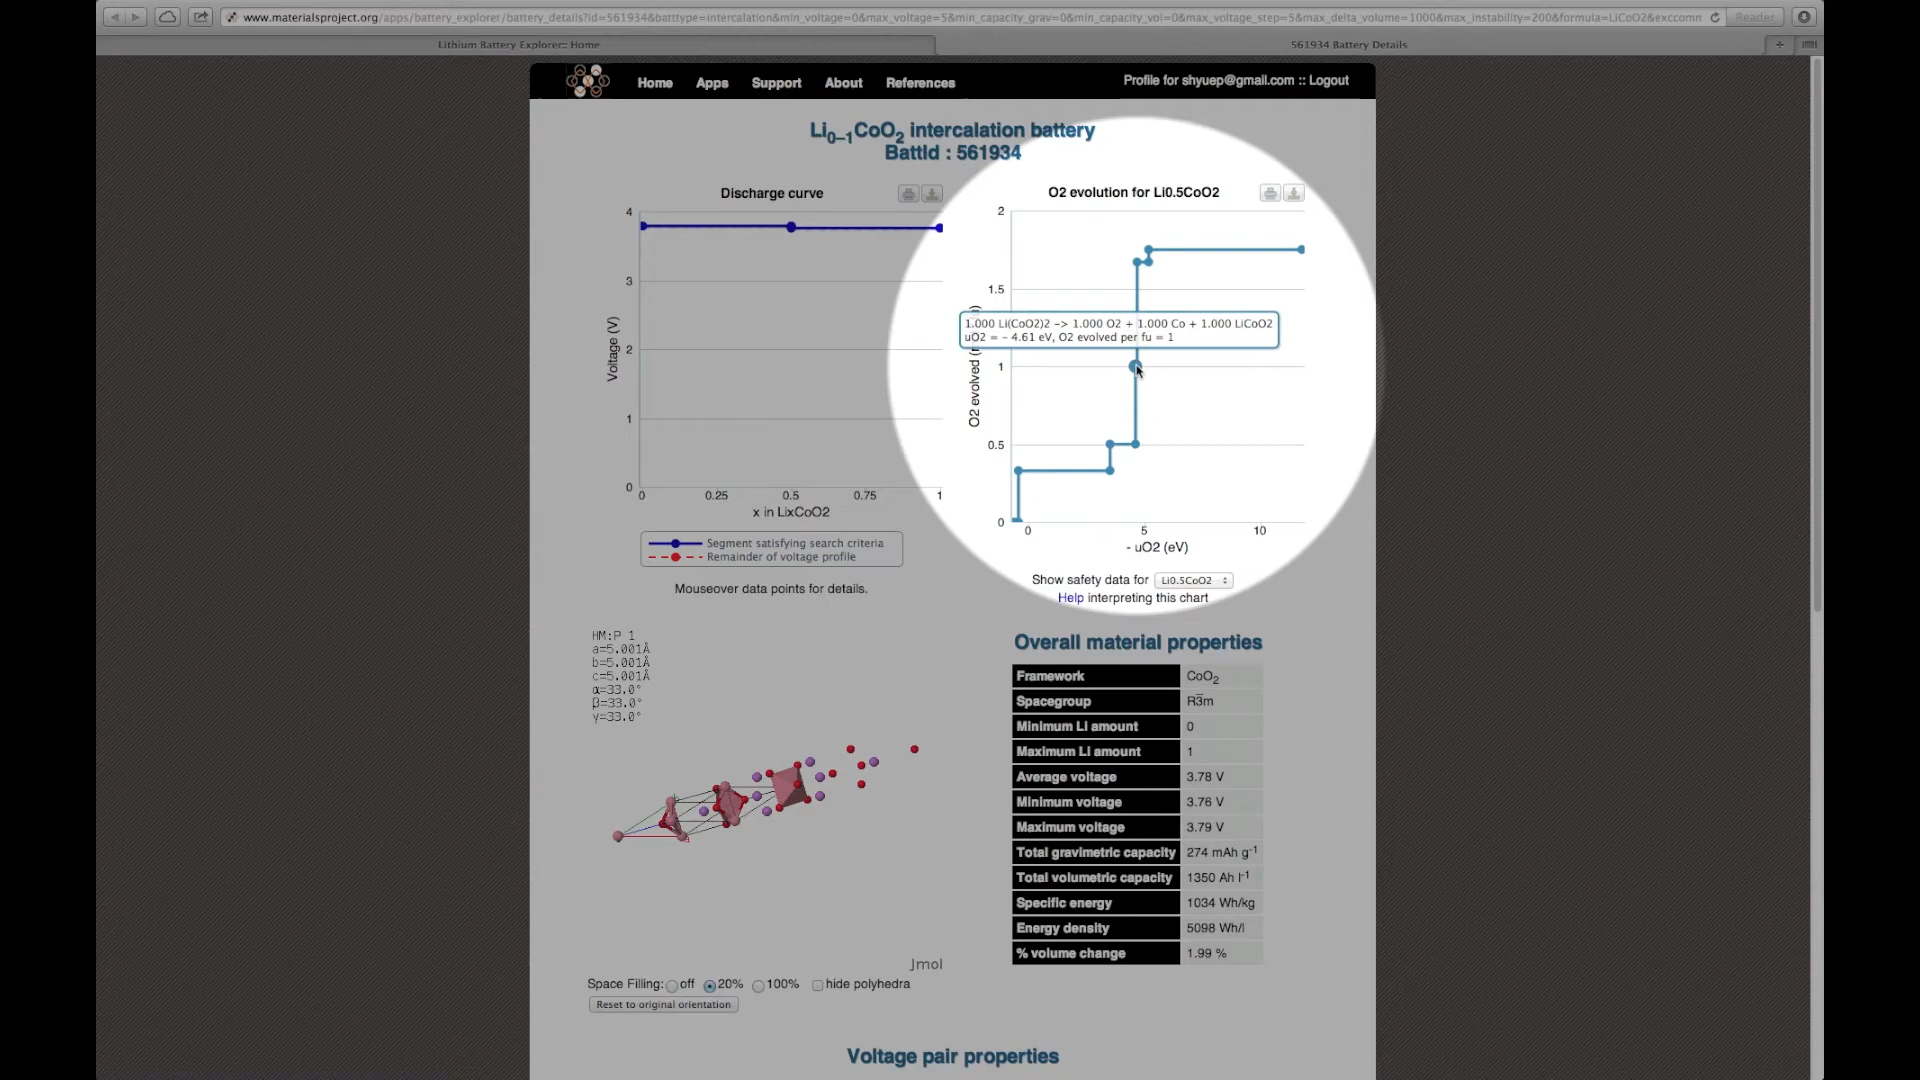 www.materialsproject.org/apps/battery_explorer/battery_details?id=561934&batttype=intercalation&min_voltage=0&max_voltage=5&min_capacity_grav=0&min_capacity_vol=0&max_voltage_step=5&max_delta_volume=1000&max_instability=200&formula=LiCoO2&exccomm
Reader
Lithium Battery Explorer:: Home
561934 Battery Details
Home Apps Support About References
Profile for shyuep@gmail.com :: Logout
Li0–1CoO2 intercalation battery
BattId : 561934
Discharge curve
4
3
2
1
0
Voltage (V)
0 0.25 0.5 0.75 1
x in LixCoO2
Segment satisfying search criteria
Remainder of voltage profile
Mouseover data points for details.
O2 evolution for Li0.5CoO2
2
1.5
1
0.5
0
O2 evolved
1.000 Li(CoO2)2 -> 1.000 O2 + 1.000 Co + 1.000 LiCoO2
uO2 = - 4.61 eV, O2 evolved per fu = 1
0 5 10
- uO2 (eV)
Show safety data for Li0.5CoO2
Help interpreting this chart
HM:P 1
a=5.001Å
b=5.001Å
c=5.001Å
α=33.0°
β=33.0°
γ=33.0°
Jmol
Space Filling: off 20% 100% hide polyhedra
Reset to original orientation
Overall material properties
Framework CoO2
Spacegroup R3̅m
Minimum Li amount 0
Maximum Li amount 1
Average voltage 3.78 V
Minimum voltage 3.76 V
Maximum voltage 3.79 V
Total gravimetric capacity 274 mAh g-1
Total volumetric capacity 1350 Ah l-1
Specific energy 1034 Wh/kg
Energy density 5098 Wh/l
% volume change 1.99 %
Voltage pair properties